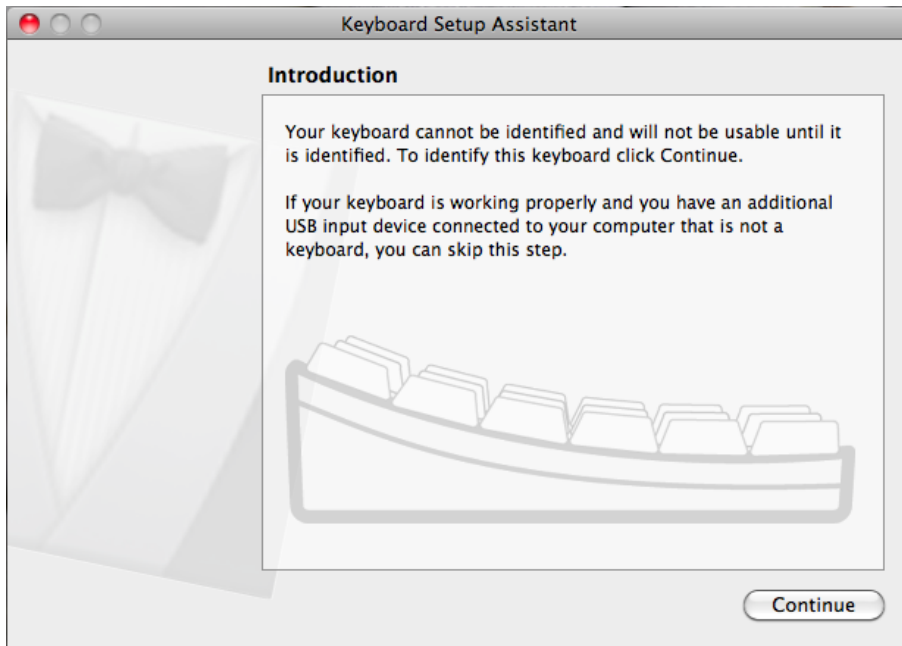 Keyboard Setup Assistant
Introduction
Your keyboard cannot be identified and will not be usable until it
is identified. To identify this keyboard click Continue.
If your keyboard is working properly and you have an additional
USB input device connected to your computer that is not a
keyboard, you can skip this step.
Continue